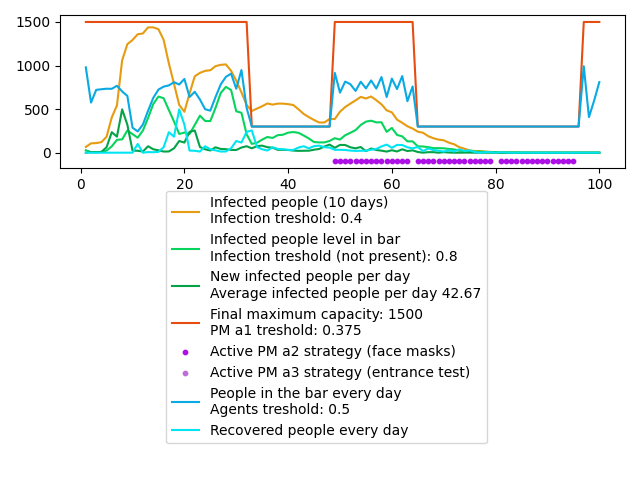 1500
1000
500
0
0 20 40 60 80 100
Infected people (10 days)
Infection treshold: 0.4
Infected people level in bar
Infection treshold (not present): 0.8
New infected people per day
Average infected people per day 42.67
Final maximum capacity: 1500
PM a1 treshold: 0.375
Active PM a2 strategy (face masks)
Active PM a3 strategy (entrance test)
People in the bar every day
Agents treshold: 0.5
Recovered people every day